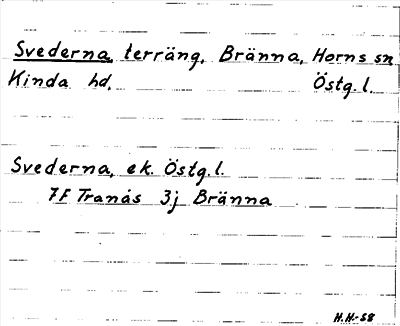 Svederna, terräng, Bränna, Horns sn
Kinda hd. Östg. l.
Svederna, ek. Östg. l.
7F Tranås 3j Bränna
H.H.-58